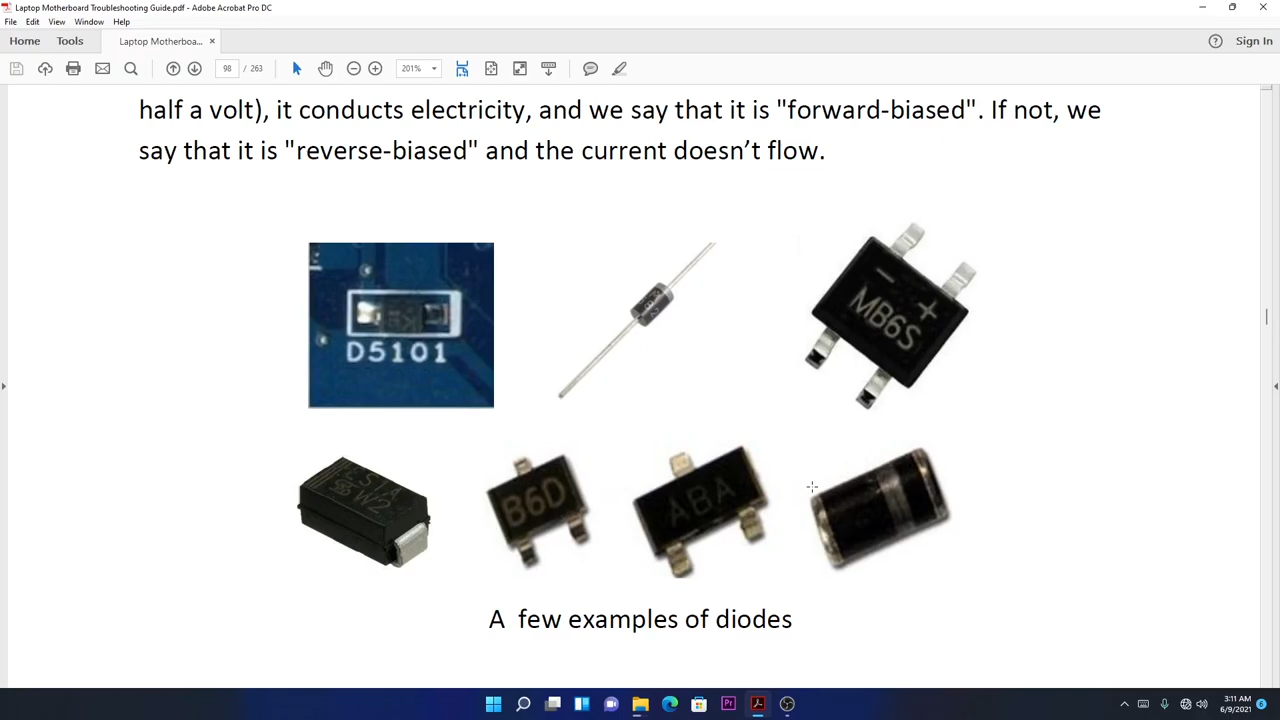 Laptop Motherboard Troubleshooting Guide.pdf - Adobe Acrobat Pro DC
File Edit View Window Help
Home Tools Laptop Motherboa... × Sign In
98 / 263 201%
half a volt), it conducts electricity, and we say that it is "forward-biased". If not, we
say that it is "reverse-biased" and the current doesn’t flow.
D5101
- +
MB6S
S1A
W2
B6D
ABA
A few examples of diodes
Pr
3:11 AM
6/9/2021